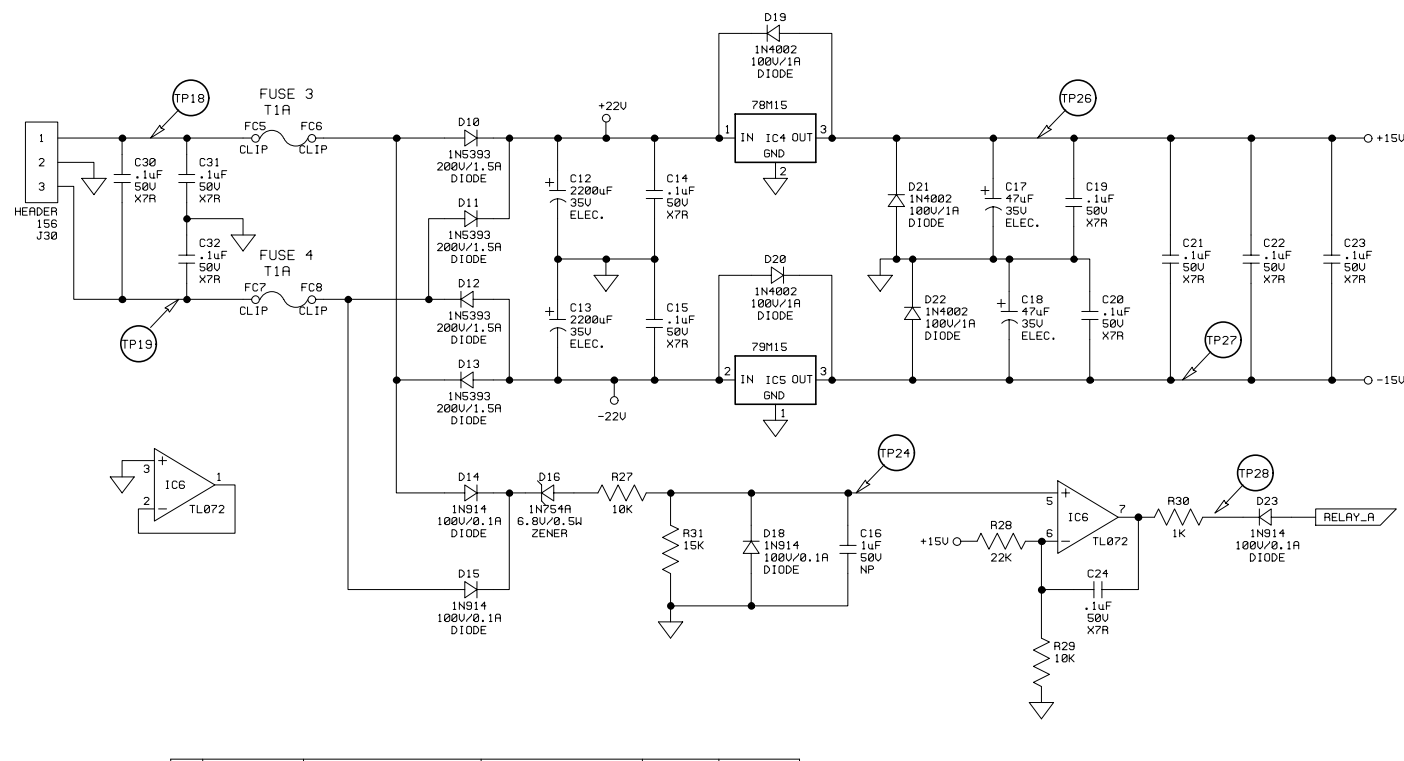 D19
1N4002
100V/1A
DIODE
TP18
FUSE 3
T1A
FC5
FC6
CLIP
CLIP
D10
1N5393
200V/1.5A
DIODE
+22V
78M15
1
IN
IC4
OUT
3
GND
2
TP26
+15V
1
2
3
HEADER
156
J30
C30
.1uF
50V
X7R
C31
.1uF
50V
X7R
D11
1N5393
200V/1.5A
DIODE
C12
+
2200uF
35V
ELEC.
C14
.1uF
50V
X7R
D21
1N4002
100V/1A
DIODE
C17
+
47uF
35V
ELEC.
C19
.1uF
50V
X7R
C32
.1uF
50V
X7R
FUSE 4
T1A
FC7
FC8
CLIP
CLIP
TP19
D12
1N5393
200V/1.5A
DIODE
C13
+
2200uF
35V
ELEC.
C15
.1uF
50V
X7R
D20
1N4002
100V/1A
DIODE
D22
1N4002
100V/1A
DIODE
C18
+
47uF
35V
ELEC.
C20
.1uF
50V
X7R
C21
.1uF
50V
X7R
C22
.1uF
50V
X7R
C23
.1uF
50V
X7R
TP27
D13
1N5393
200V/1.5A
DIODE
-22V
79M15
2
IN
IC5
OUT
3
GND
1
-15V
3
+
IC6
1
2
-
TL072
D14
1N914
100V/0.1A
DIODE
D16
1N754A
6.8V/0.5W
ZENER
R27
10K
TP24
R31
15K
D18
1N914
100V/0.1A
DIODE
C16
1uF
50V
NP
D15
1N914
100V/0.1A
DIODE
+15V
R28
22K
5
+
IC6
7
6
-
TL072
R30
1K
TP28
D23
1N914
100V/0.1A
DIODE
RELAY_A
C24
.1uF
50V
X7R
R29
10K